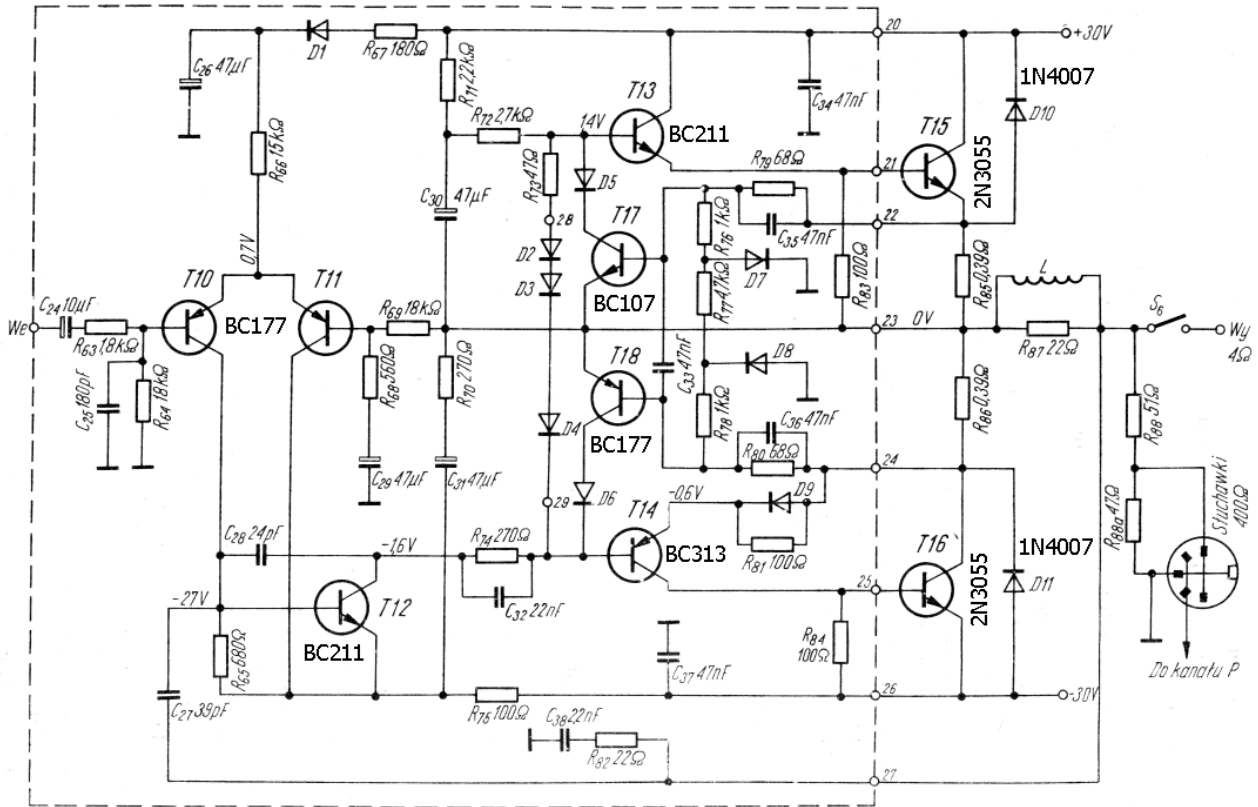 20
+30V
C26 47µF
D1
R67 180Ω
R71 2,2kΩ
T13
C34 47nF
1N4007
D10
T15
R72 2,7kΩ
14V
BC211
R66 15kΩ
R73 47Ω
D5
R79 68Ω
21
2N3055
C30 47µF
28
T17
R76 1kΩ
C35 47nF
22
0,7V
D2
D3
BC107
D7
R83 100Ω
R85 0,39Ω
L
T10
T11
R77 4,7kΩ
C24 10µF
We
R63 1,8kΩ
BC177
R69 18kΩ
23
0V
S6
Wy
4Ω
R87 22Ω
C25 180pF
R64 18kΩ
R68 560Ω
R70 270Ω
T18
C33 47nF
D8
R86 0,39Ω
D4
BC177
R78 1kΩ
C36 47nF
R88 51Ω
R80 68Ω
24
C29 47µF
C31 47µF
29
D6
-0,6V
D9
T14
Słuchawki
400Ω
R88a 47Ω
C28 24pF
-1,6V
R74 270Ω
BC313
R81 100Ω
T16
1N4007
-27V
T12
C32 22nF
25
2N3055
D11
BC211
R65 680Ω
C37 47nF
R84 100Ω
Do kanału P
C27 39pF
R75 100Ω
26
-30V
C38 2,2nF
R82 22Ω
27